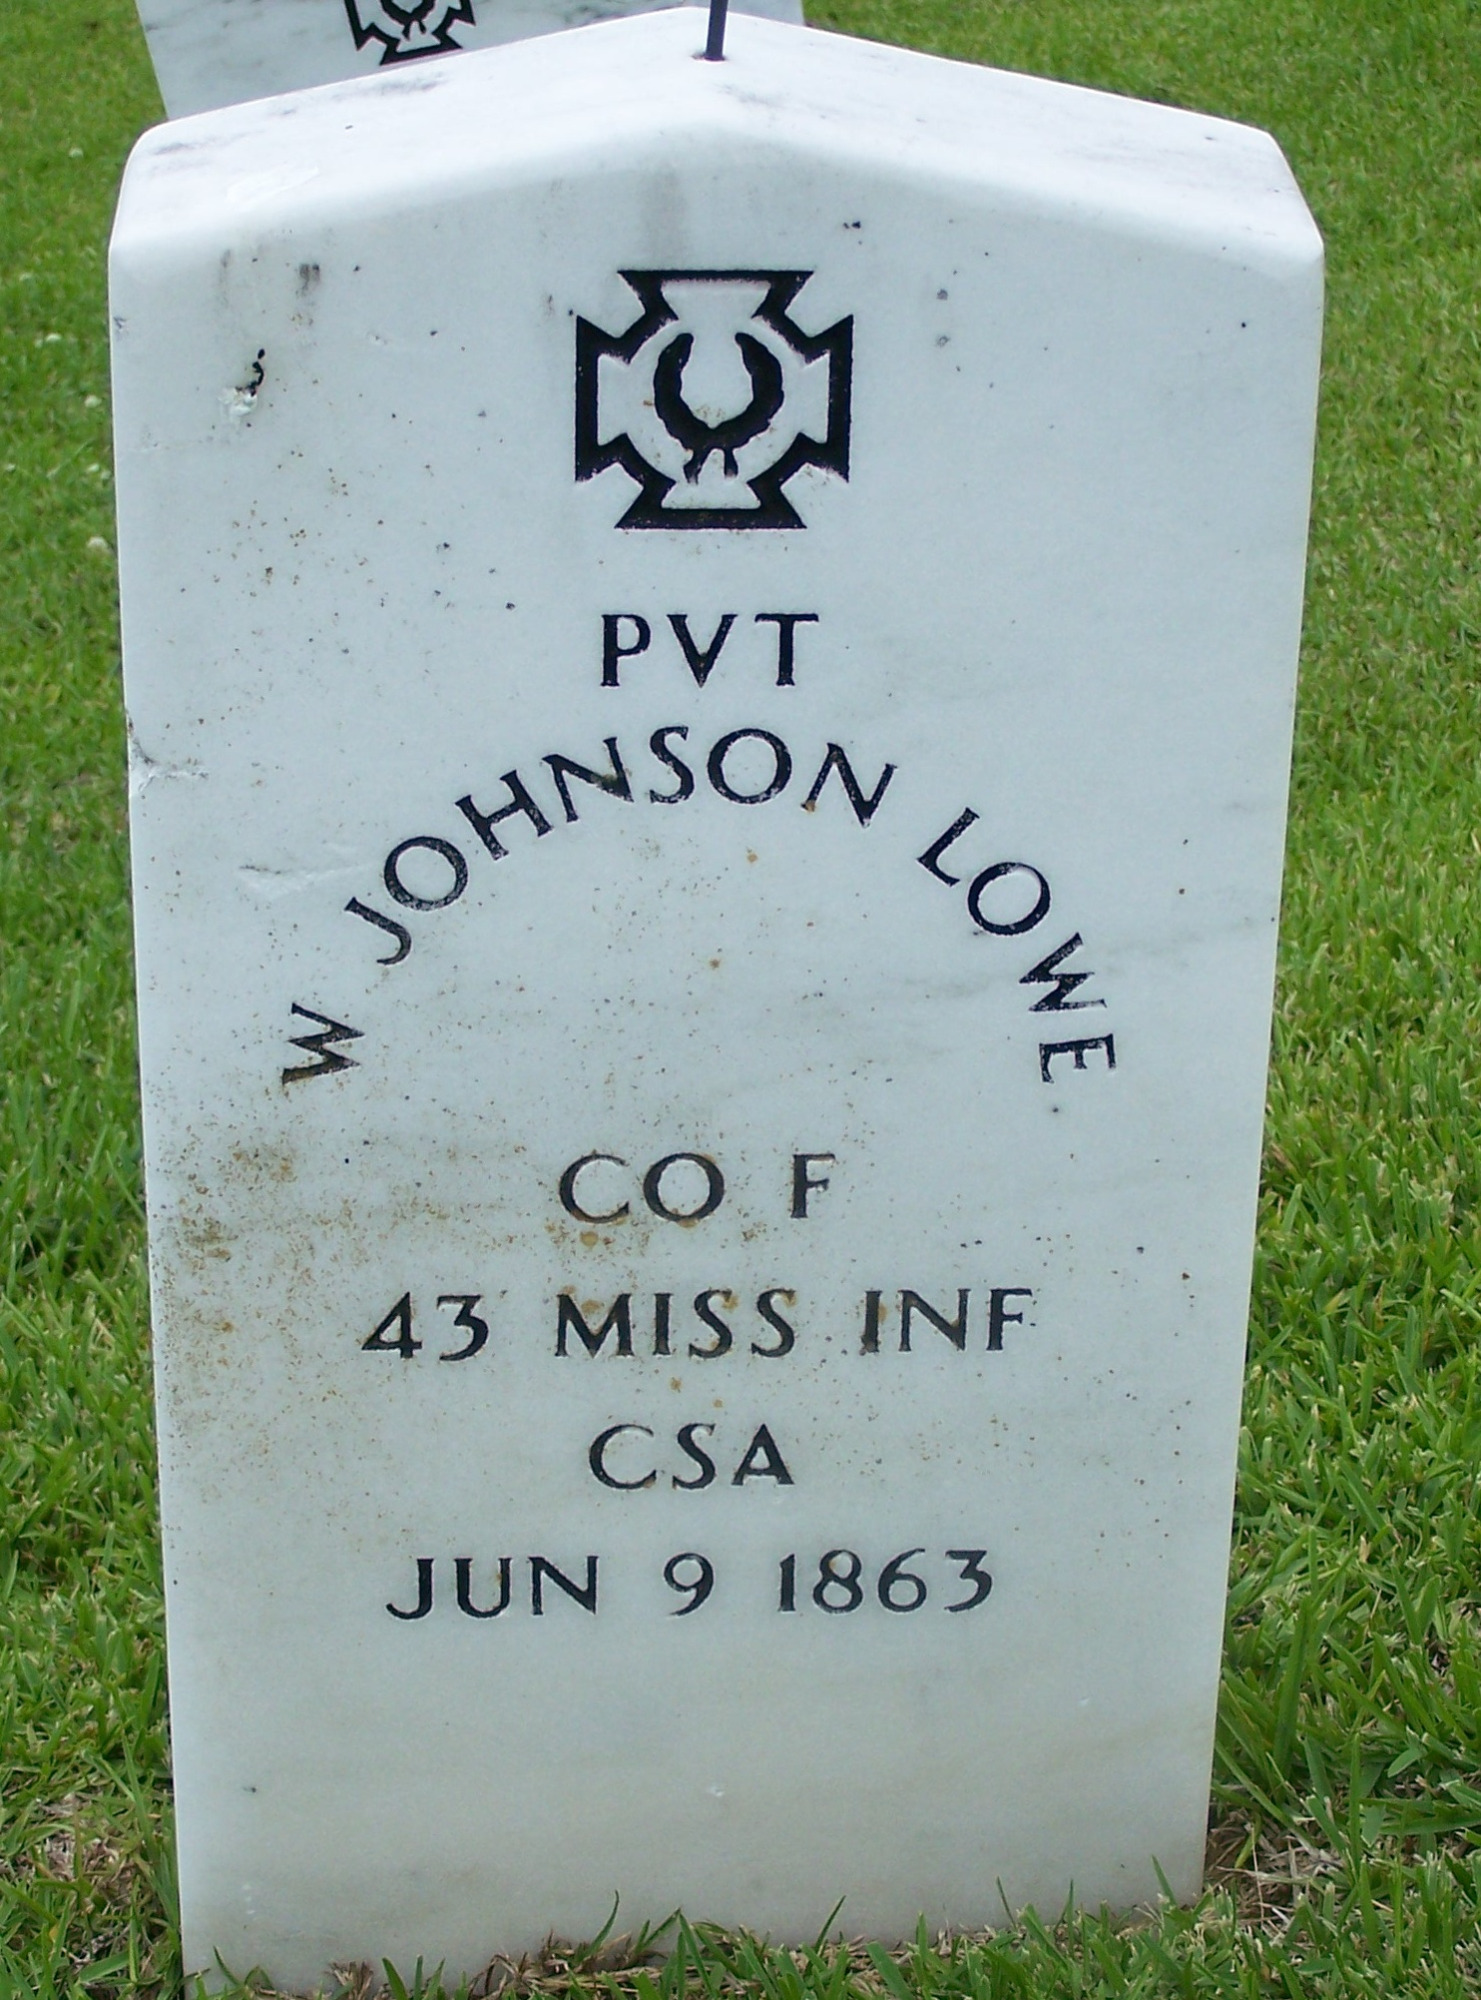 PVT
W JOHNSON LOWE
CO F
43 MISS INF
CSA
JUN 9 1863